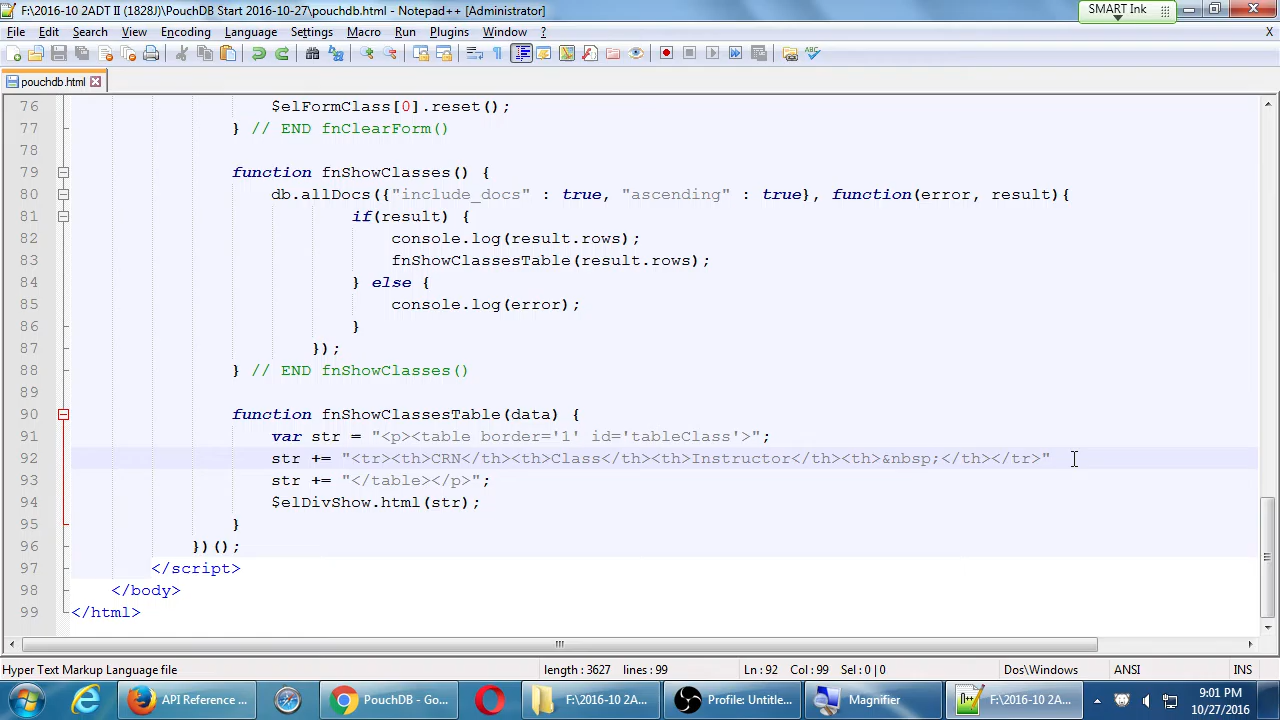 F:\2016-10 2ADT II (1828J)\PouchDB Start 2016-10-27\pouchdb.html - Notepad++ [Administrator]
SMART Ink
File Edit Search View Encoding Language Settings Macro Run Plugins Window ? X
pouchdb.html
76 $elFormClass[0].reset();
77 } // END fnClearForm()
78
79 function fnShowClasses() {
80 db.allDocs({"include_docs" : true, "ascending" : true}, function(error, result){
81 if(result) {
82 console.log(result.rows);
83 fnShowClassesTable(result.rows);
84 } else {
85 console.log(error);
86 }
87 });
88 } // END fnShowClasses()
89
90 function fnShowClassesTable(data) {
91 var str = "<p><table border='1' id='tableClass'>";
92 str += "<tr><th>CRN</th><th>Class</th><th>Instructor</th><th>&nbsp;</th></tr>"
93 str += "</table></p>";
94 $elDivShow.html(str);
95 }
96 })();
97 </script>
98 </body>
99 </html>
Hyper Text Markup Language file length : 3627 lines : 99 Ln : 92 Col : 99 Sel : 0 | 0 Dos\Windows ANSI INS
API Reference ... PouchDB - Go... F:\2016-10 2A... Profile: Untitle... Magnifier F:\2016-10 2A... 9:01 PM
10/27/2016